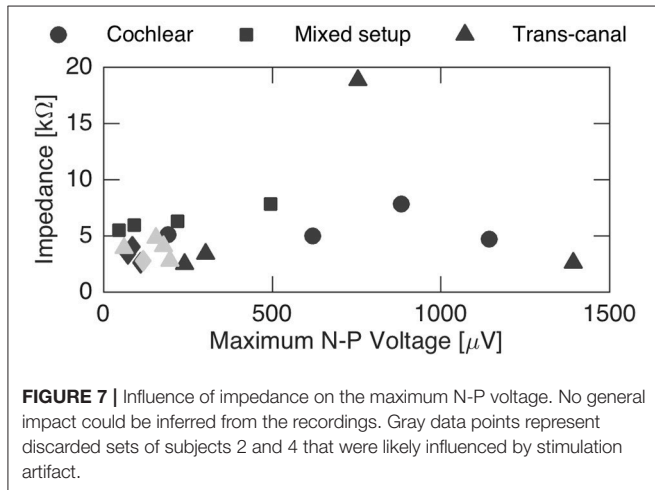 Cochlear Mixed setup Trans-canal
20
15
10
5
0
Impedance [kΩ]
0 500 1000 1500
Maximum N-P Voltage [μV]
FIGURE 7 | Influence of impedance on the maximum N-P voltage. No general
impact could be inferred from the recordings. Gray data points represent
discarded sets of subjects 2 and 4 that were likely influenced by stimulation
artifact.